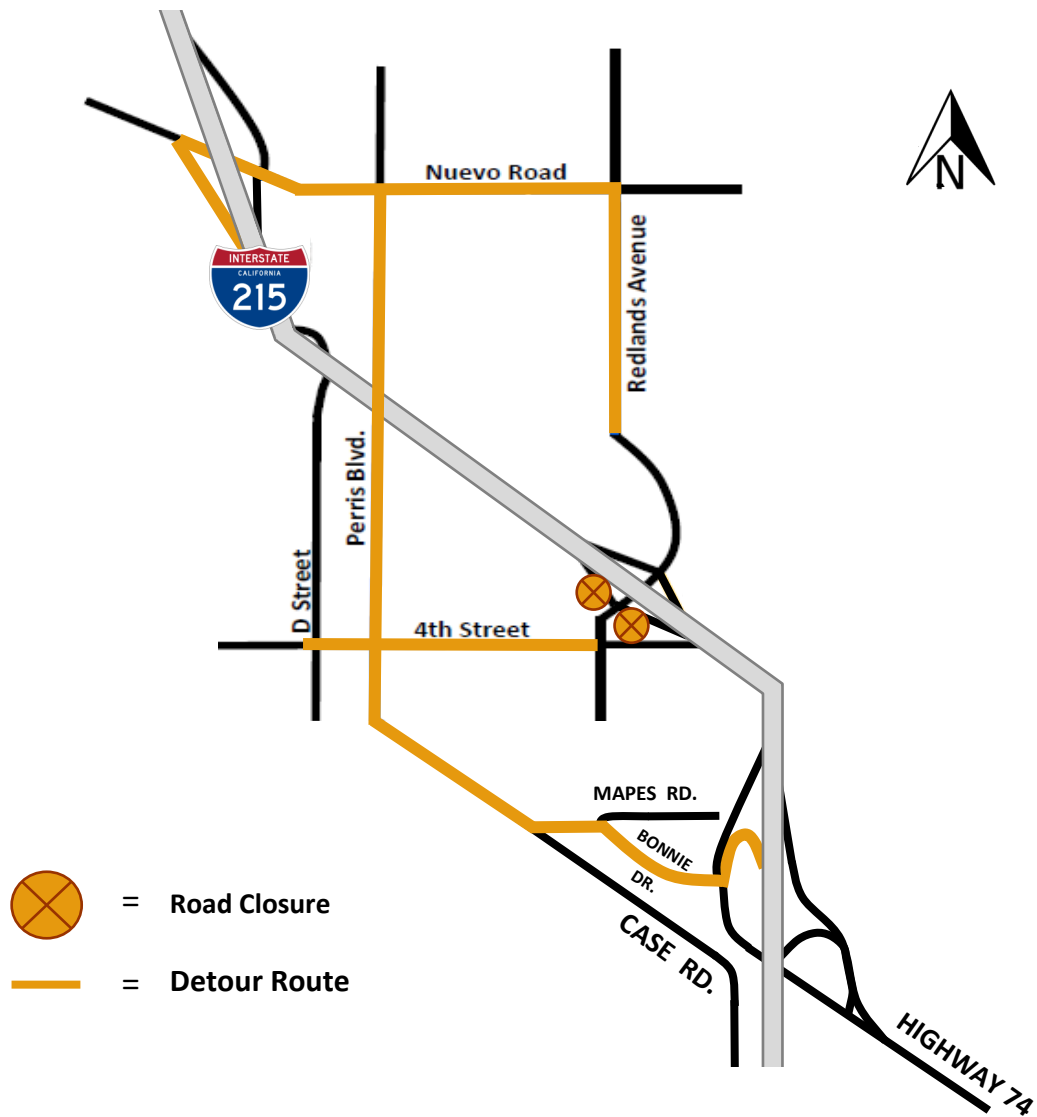 N
Nuevo Road
Redlands Avenue
INTERSTATE
CALIFORNIA
215
Perris Blvd.
D Street
4th Street
MAPES RD.
BONNIE
DR.
CASE RD.
HIGHWAY 74
= Road Closure
= Detour Route